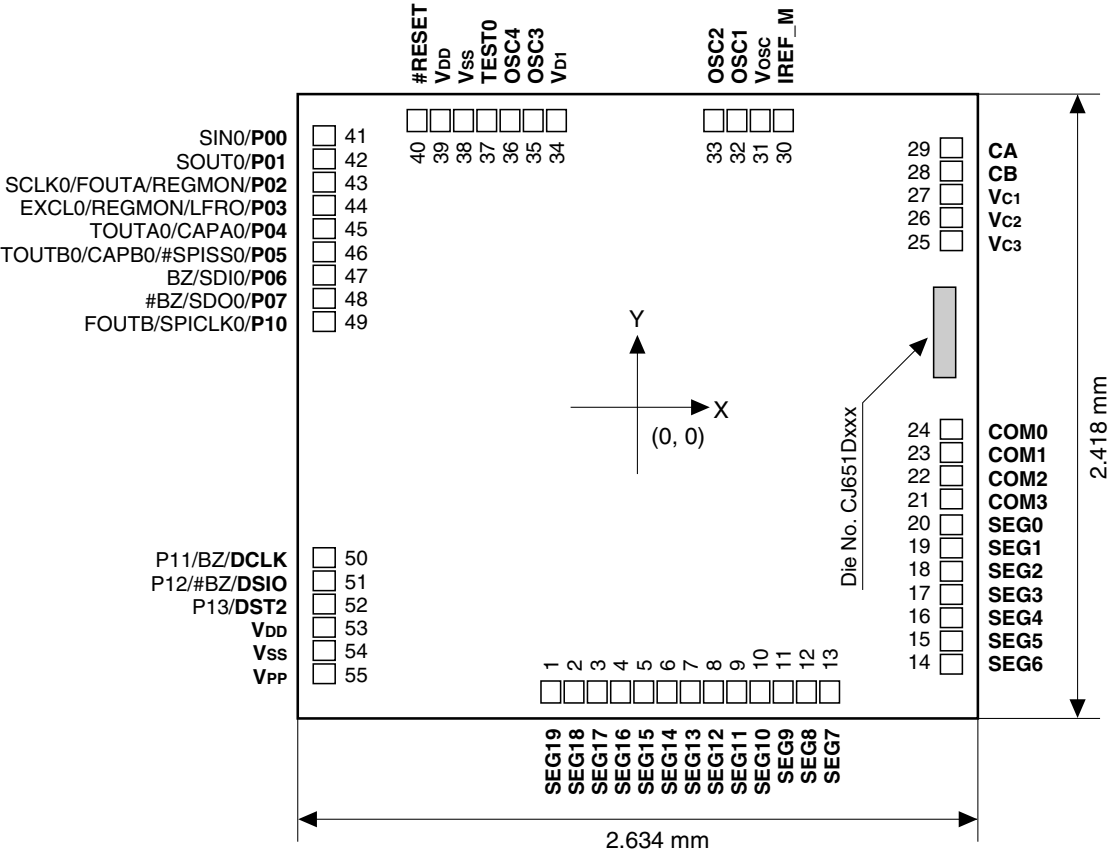 #RESET
VDD
VSS
TEST0
OSC4
OSC3
VD1
OSC2
OSC1
VOSC
IREF_M
40
39
38
37
36
35
34
33
32
31
30
SIN0/P00 41
SOUT0/P01 42
SCLK0/FOUTA/REGMON/P02 43
EXCL0/REGMON/LFRO/P03 44
TOUTA0/CAPA0/P04 45
TOUTB0/CAPB0/#SPISS0/P05 46
BZ/SDI0/P06 47
#BZ/SDO0/P07 48
FOUTB/SPICLK0/P10 49
29 CA
28 CB
27 VC1
26 VC2
25 VC3
Y
X
(0, 0)
Die No. CJ651Dxxx
2.418 mm
24 COM0
23 COM1
22 COM2
21 COM3
20 SEG0
19 SEG1
18 SEG2
17 SEG3
16 SEG4
15 SEG5
14 SEG6
P11/BZ/DCLK 50
P12/#BZ/DSIO 51
P13/DST2 52
VDD 53
VSS 54
VPP 55
1
2
3
4
5
6
7
8
9
10
11
12
13
SEG19
SEG18
SEG17
SEG16
SEG15
SEG14
SEG13
SEG12
SEG11
SEG10
SEG9
SEG8
SEG7
2.634 mm